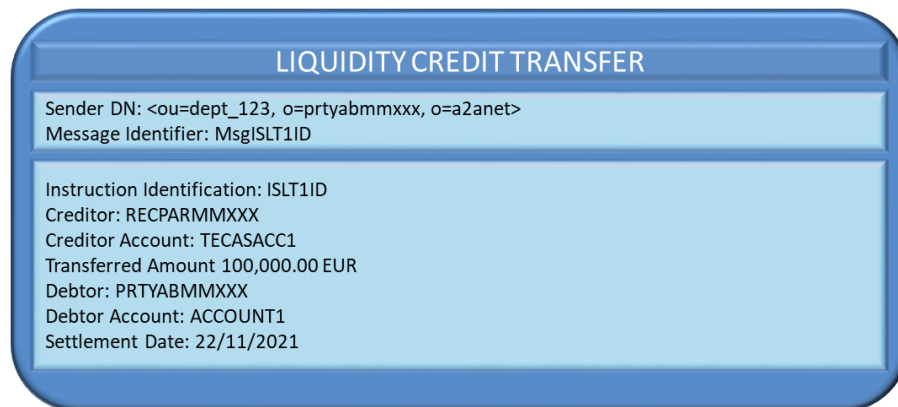 LIQUIDITY CREDIT TRANSFER
Sender DN: <ou=dept_123, o=prtyabmmxxx, o=a2anet>
Message Identifier: MsgISLT1ID
Instruction Identification: ISLT1ID
Creditor: RECPARMMXXX
Creditor Account: TECASACC1
Transferred Amount 100,000.00 EUR
Debtor: PRTYABMMXXX
Debtor Account: ACCOUNT1
Settlement Date: 22/11/2021